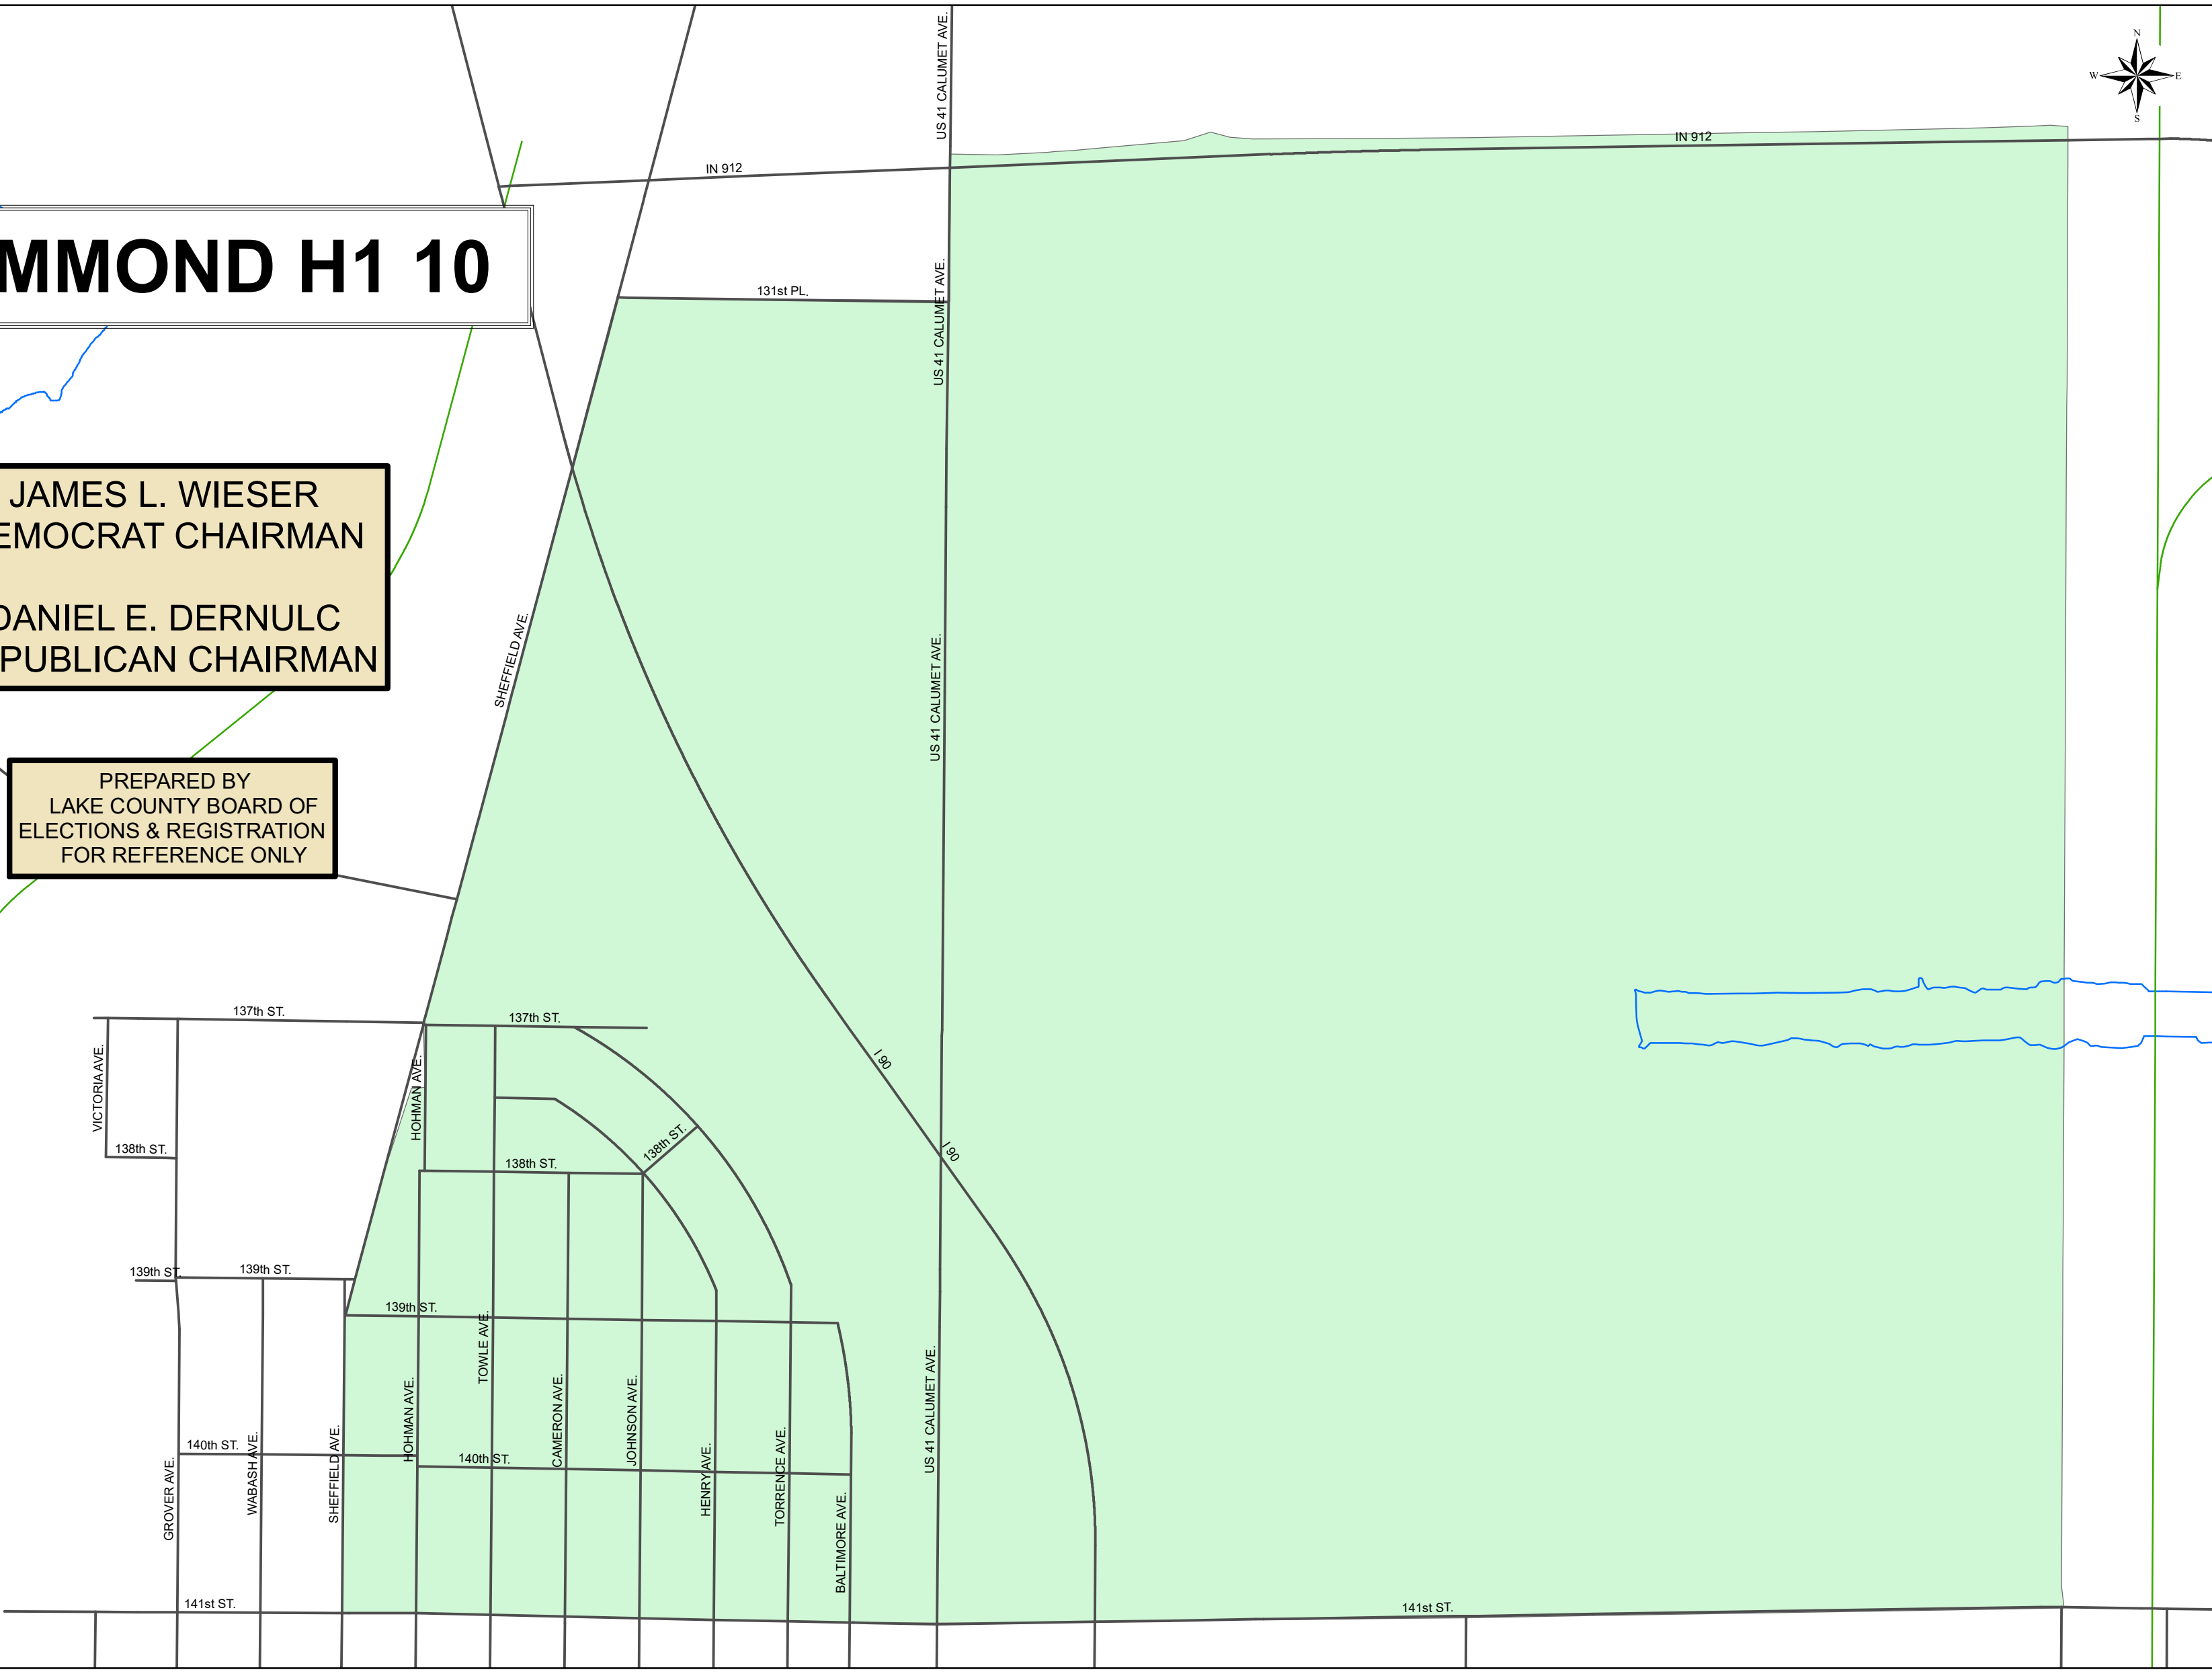 N
W
E
S
US 41 CALUMET AVE.
IN 912
IN 912
MMOND H1 10
131st PL.
US 41 CALUMET AVE.
JAMES L. WIESER
EMOCRAT CHAIRMAN
DANIEL E. DERNULC
PUBLICAN CHAIRMAN
SHEFFIELD AVE.
US 41 CALUMET AVE.
PREPARED BY
LAKE COUNTY BOARD OF
ELECTIONS & REGISTRATION
FOR REFERENCE ONLY
137th ST.
137th ST.
VICTORIA AVE.
HOHMAN AVE.
I 90
138th ST.
138th ST.
138th ST.
I 90
139th ST.
139th ST.
139th ST.
TOWLE AVE.
US 41 CALUMET AVE.
HOHMAN AVE.
CAMERON AVE.
JOHNSON AVE.
140th ST.
140th ST.
GROVER AVE.
WABASH AVE.
SHEFFIELD AVE.
HENRY AVE.
TORRENCE AVE.
BALTIMORE AVE.
141st ST.
141st ST.